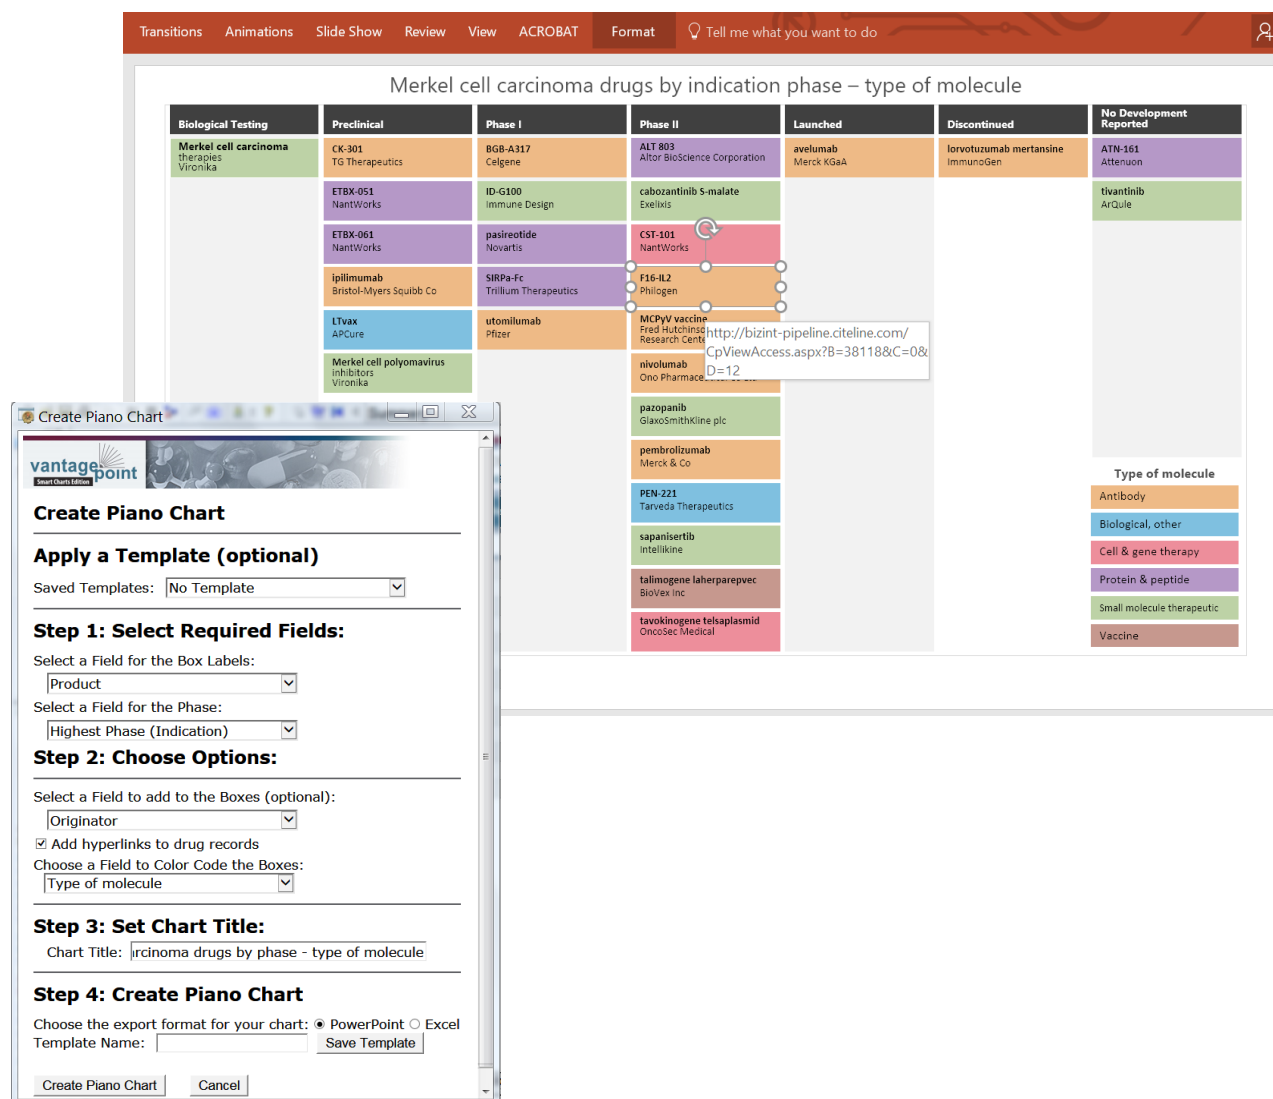 Transitions Animations Slide Show Review View ACROBAT Format Tell me what you want to do
Merkel cell carcinoma drugs by indication phase – type of molecule
Biological Testing
Merkel cell carcinoma
therapies
Vironika
Preclinical
CK-301
TG Therapeutics
ETBX-051
NantWorks
ETBX-061
NantWorks
ipilimumab
Bristol-Myers Squibb Co
LTvax
APCure
Merkel cell polyomavirus
inhibitors
Vironika
Phase I
BGB-A317
Celgene
ID-G100
Immune Design
pasireotide
Novartis
SIRPa-Fc
Trillium Therapeutics
utomilumab
Pfizer
Phase II
ALT 803
Altor BioScience Corporation
cabozantinib S-malate
Exelixis
CST-101
NantWorks
F16-IL2
Philogen
MCPyV vaccine
Fred Hutchinso
Research Cente
http://bizint-pipeline.citeline.com/
CpViewAccess.aspx?B=38118&C=0&
D=12
nivolumab
Ono Pharmace
pazopanib
GlaxoSmithKline plc
pembrolizumab
Merck & Co
PEN-221
Tarveda Therapeutics
sapanisertib
Intellikine
talimogene laherparepvec
BioVex Inc
tavokinogene telsaplasmid
OncoSec Medical
Launched
avelumab
Merck KGaA
Discontinued
lorvotuzumab mertansine
ImmunoGen
No Development
Reported
ATN-161
Attenuon
tivantinib
ArQule
Type of molecule
Antibody
Biological, other
Cell & gene therapy
Protein & peptide
Small molecule therapeutic
Vaccine
Create Piano Chart
vantagepoint
Smart Charts Edition
Create Piano Chart
Apply a Template (optional)
Saved Templates: No Template
Step 1: Select Required Fields:
Select a Field for the Box Labels:
Product
Select a Field for the Phase:
Highest Phase (Indication)
Step 2: Choose Options:
Select a Field to add to the Boxes (optional):
Originator
Add hyperlinks to drug records
Choose a Field to Color Code the Boxes:
Type of molecule
Step 3: Set Chart Title:
Chart Title: arcinoma drugs by phase - type of molecule
Step 4: Create Piano Chart
Choose the export format for your chart: PowerPoint Excel
Template Name: Save Template
Create Piano Chart Cancel